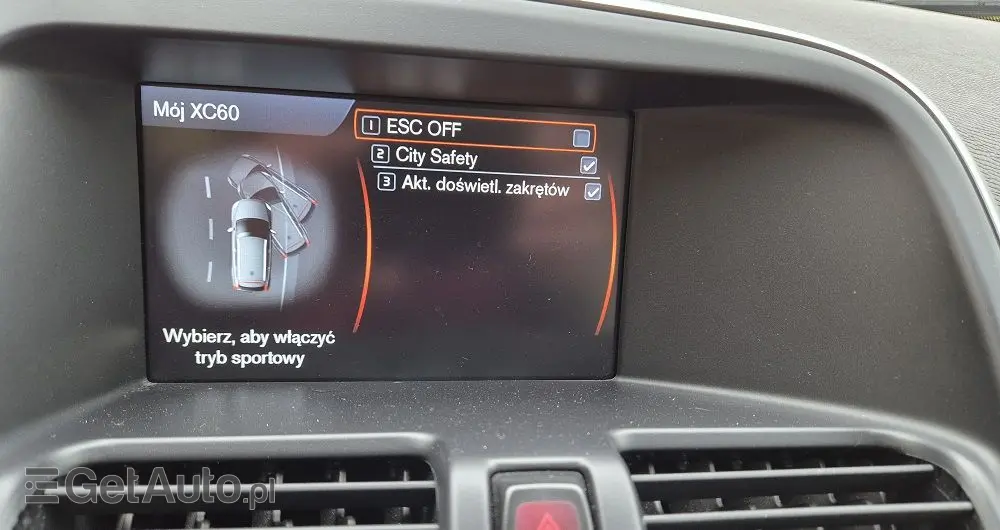 Mój XC60
1 ESC OFF
2 City Safety
3 Akt. doświetl. zakrętów
Wybierz, aby włączyć
tryb sportowy
GetAuto.pl